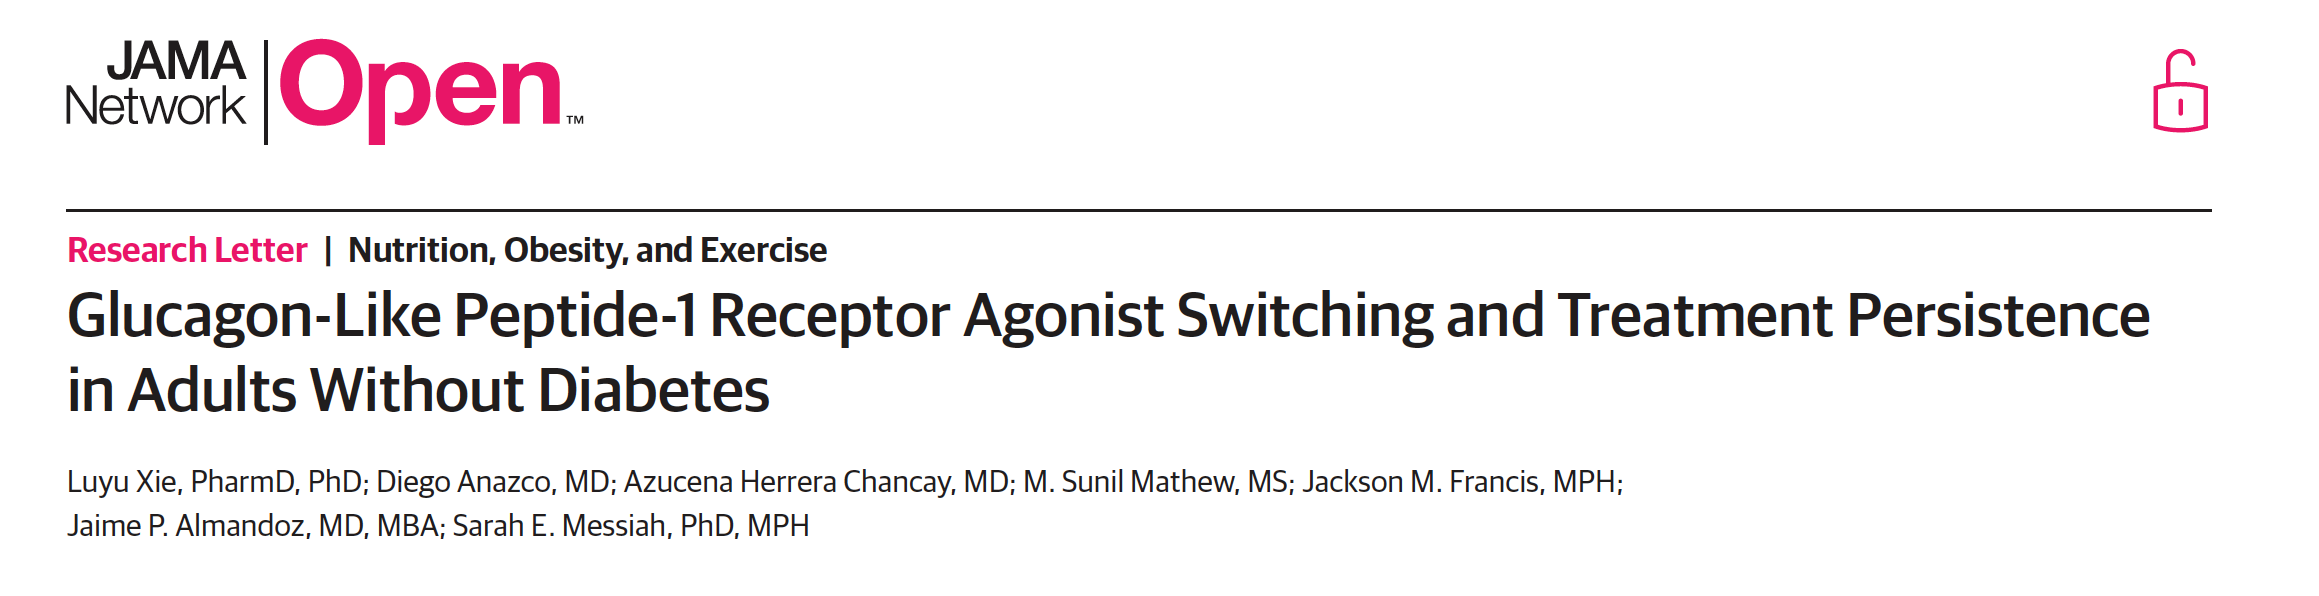 JAMA
Network
Open™
Research Letter | Nutrition, Obesity, and Exercise
Glucagon-Like Peptide-1 Receptor Agonist Switching and Treatment Persistence
in Adults Without Diabetes
Luyu Xie, PharmD, PhD; Diego Anazco, MD; Azucena Herrera Chancay, MD; M. Sunil Mathew, MS; Jackson M. Francis, MPH;
Jaime P. Almandoz, MD, MBA; Sarah E. Messiah, PhD, MPH